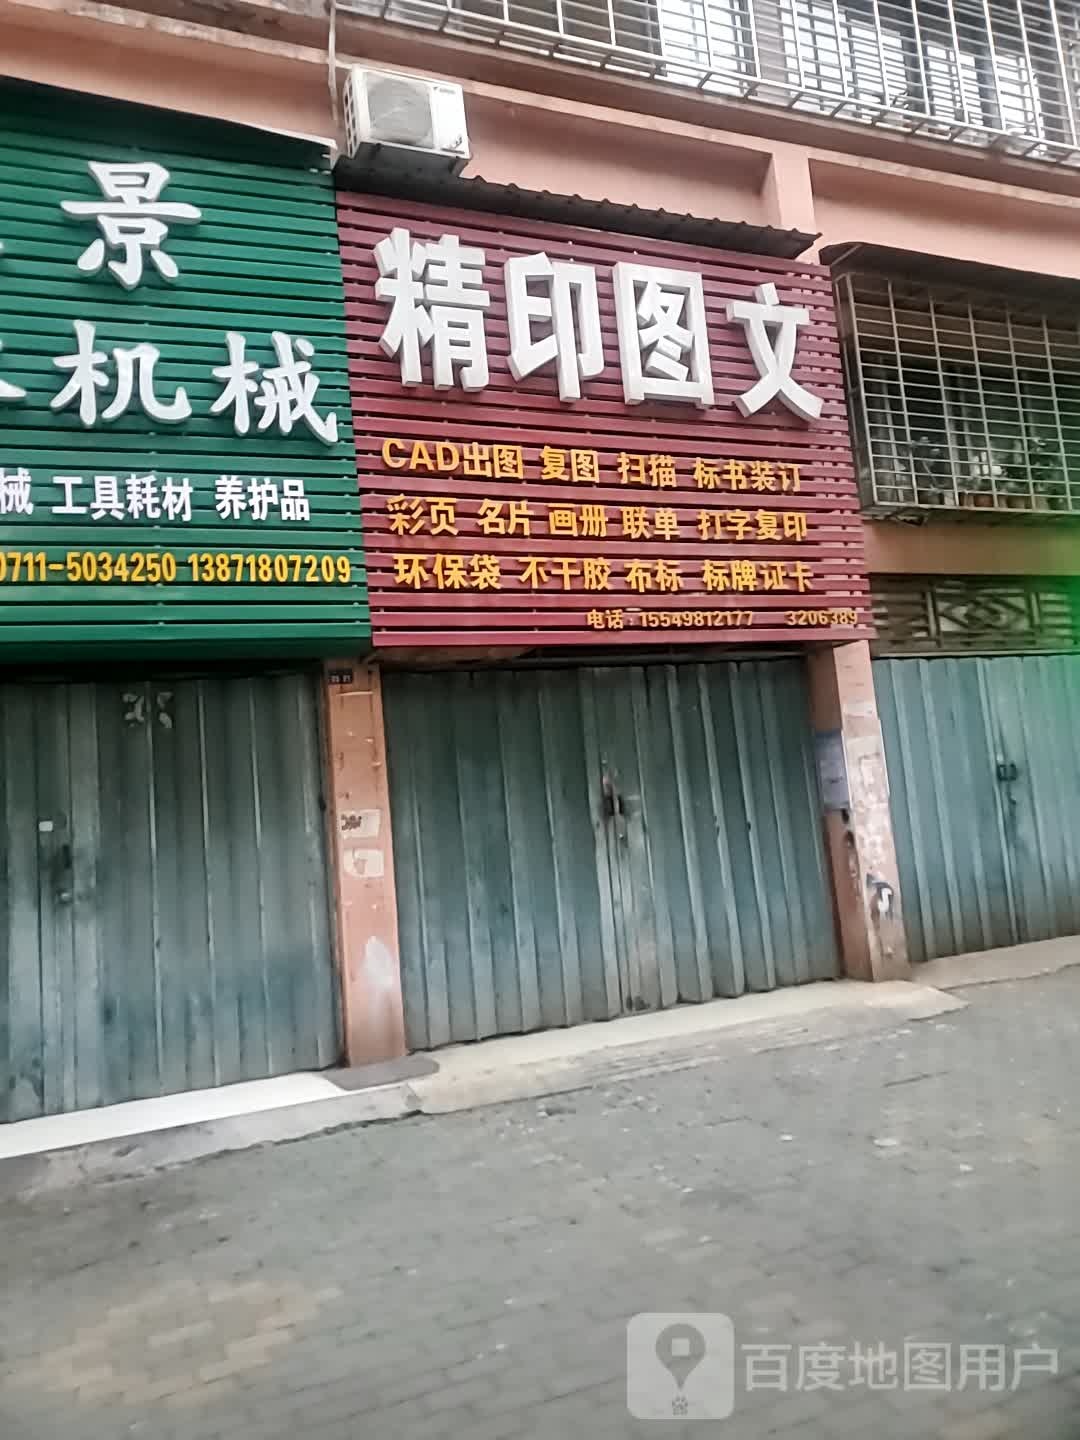 景
机械
械 工具耗材 养护品
0711-5034250 13871807209
精印图文
CAD出图 复图 扫描 标书装订
彩页 名片 画册 联单 打字复印
环保袋 不干胶 布标 标牌证卡
电话:15549812177 3206389
百度地图用户